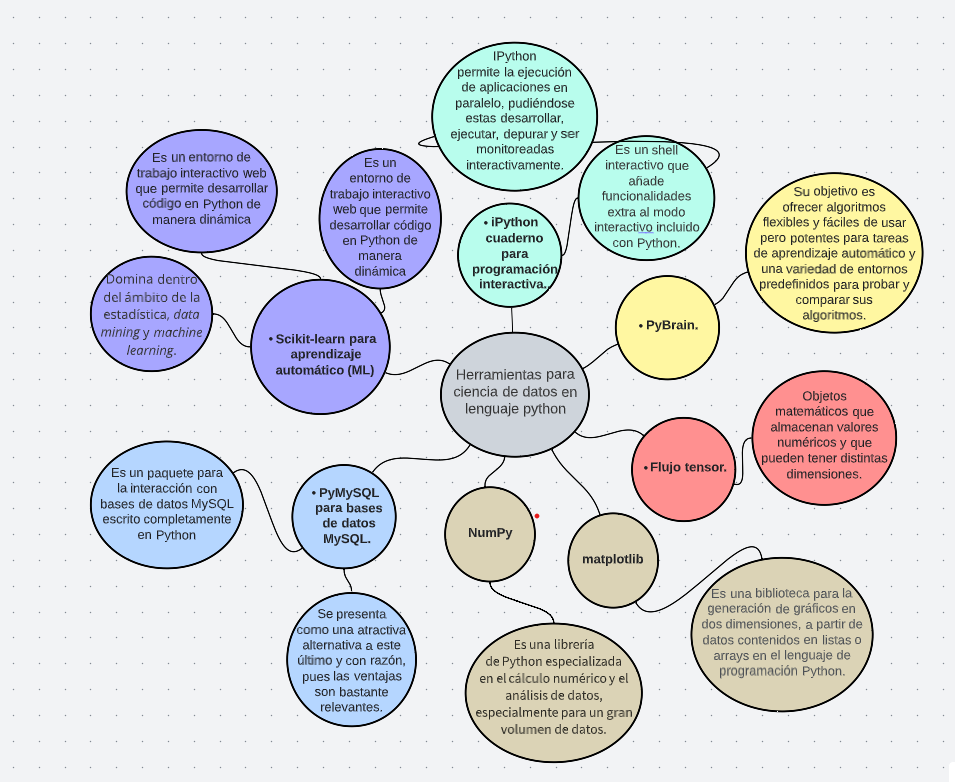 IPython
permite la ejecución
de aplicaciones en
paralelo, pudiéndose
estas desarrollar,
ejecutar, depurar y ser
monitoreadas
interactivamente.
Es un entorno de
trabajo interactivo web
que permite desarrollar
código en Python de
manera dinámica
Es un
entorno de
trabajo interactivo
web que permite
desarrollar código
en Python de
manera
dinámica
• iPython
cuaderno
para
programación
interactiva..
Es un shell
interactivo que
añade
funcionalidades
extra al modo
interactivo incluido
con Python.
Su objetivo es
ofrecer algoritmos
flexibles y fáciles de usar
pero potentes para tareas
de aprendizaje automático y
una variedad de entornos
predefinidos para probar y
comparar sus
algoritmos.
Domina dentro
del ámbito de la
estadística, data
mining y machine
learning.
• Scikit-learn para
aprendizaje
automático (ML)
• PyBrain.
Herramientas para
ciencia de datos en
lenguaje python
Objetos
matemáticos que
almacenan valores
numéricos y que
pueden tener distintas
dimensiones.
• Flujo tensor.
Es un paquete para
la interacción con
bases de datos MySQL
escrito completamente
en Python
• PyMySQL
para bases
de datos
MySQL.
NumPy
matplotlib
Se presenta
como una atractiva
alternativa a este
último y con razón,
pues las ventajas
son bastante
relevantes.
Es una librería
de Python especializada
en el cálculo numérico y el
análisis de datos,
especialmente para un gran
volumen de datos.
Es una biblioteca para la
generación de gráficos en
dos dimensiones, a partir de
datos contenidos en listas o
arrays en el lenguaje de
programación Python.